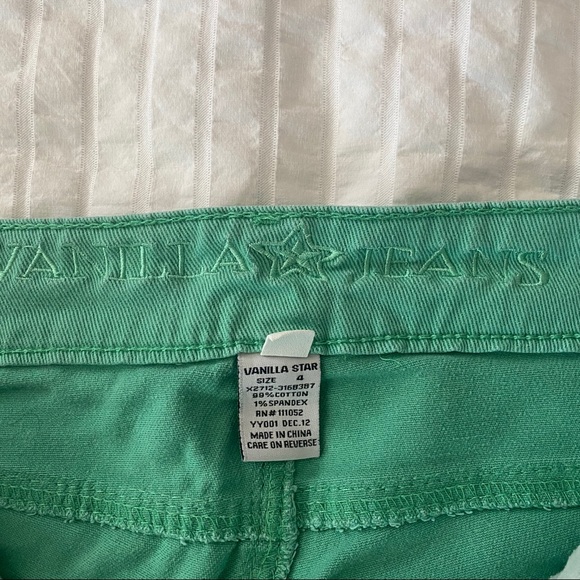 VANILLA JEANS
VANILLA STAR
SIZE 4
X2712-3168387
99%COTTON
1%SPANDEX
RN# 111052
YY001 DEC.12
MADE IN CHINA
CARE ON REVERSE